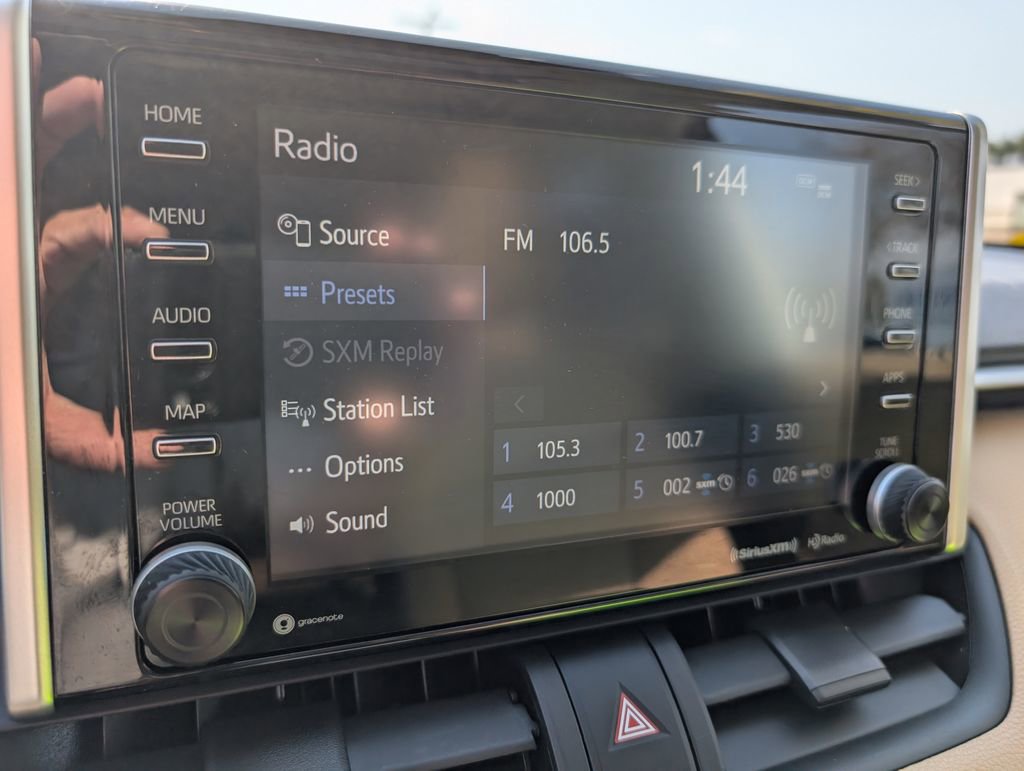 HOME
MENU
AUDIO
MAP
POWER
VOLUME
Radio
1:44
Source
Presets
SXM Replay
Station List
... Options
Sound
FM 106.5
<
>
1 105.3
2 100.7
3 530
4 1000
5 002 sxm
6 026 sxm
SEEK >
< TRACK
PHONE
APPS
TUNE
SCROLL
gracenote
((SiriusXM))
HD Radio